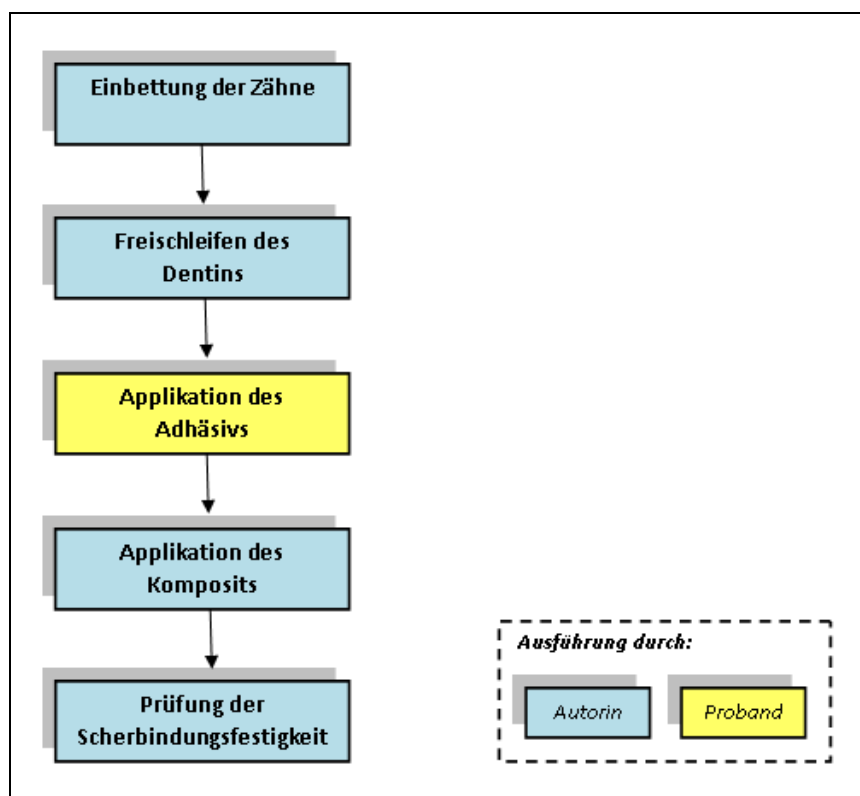 Einbettung der Zähne
Freischleifen des
Dentins
Applikation des
Adhäsivs
Applikation des
Komposits
Prüfung der
Scherbindungsfestigkeit
Ausführung durch:
Autorin
Proband